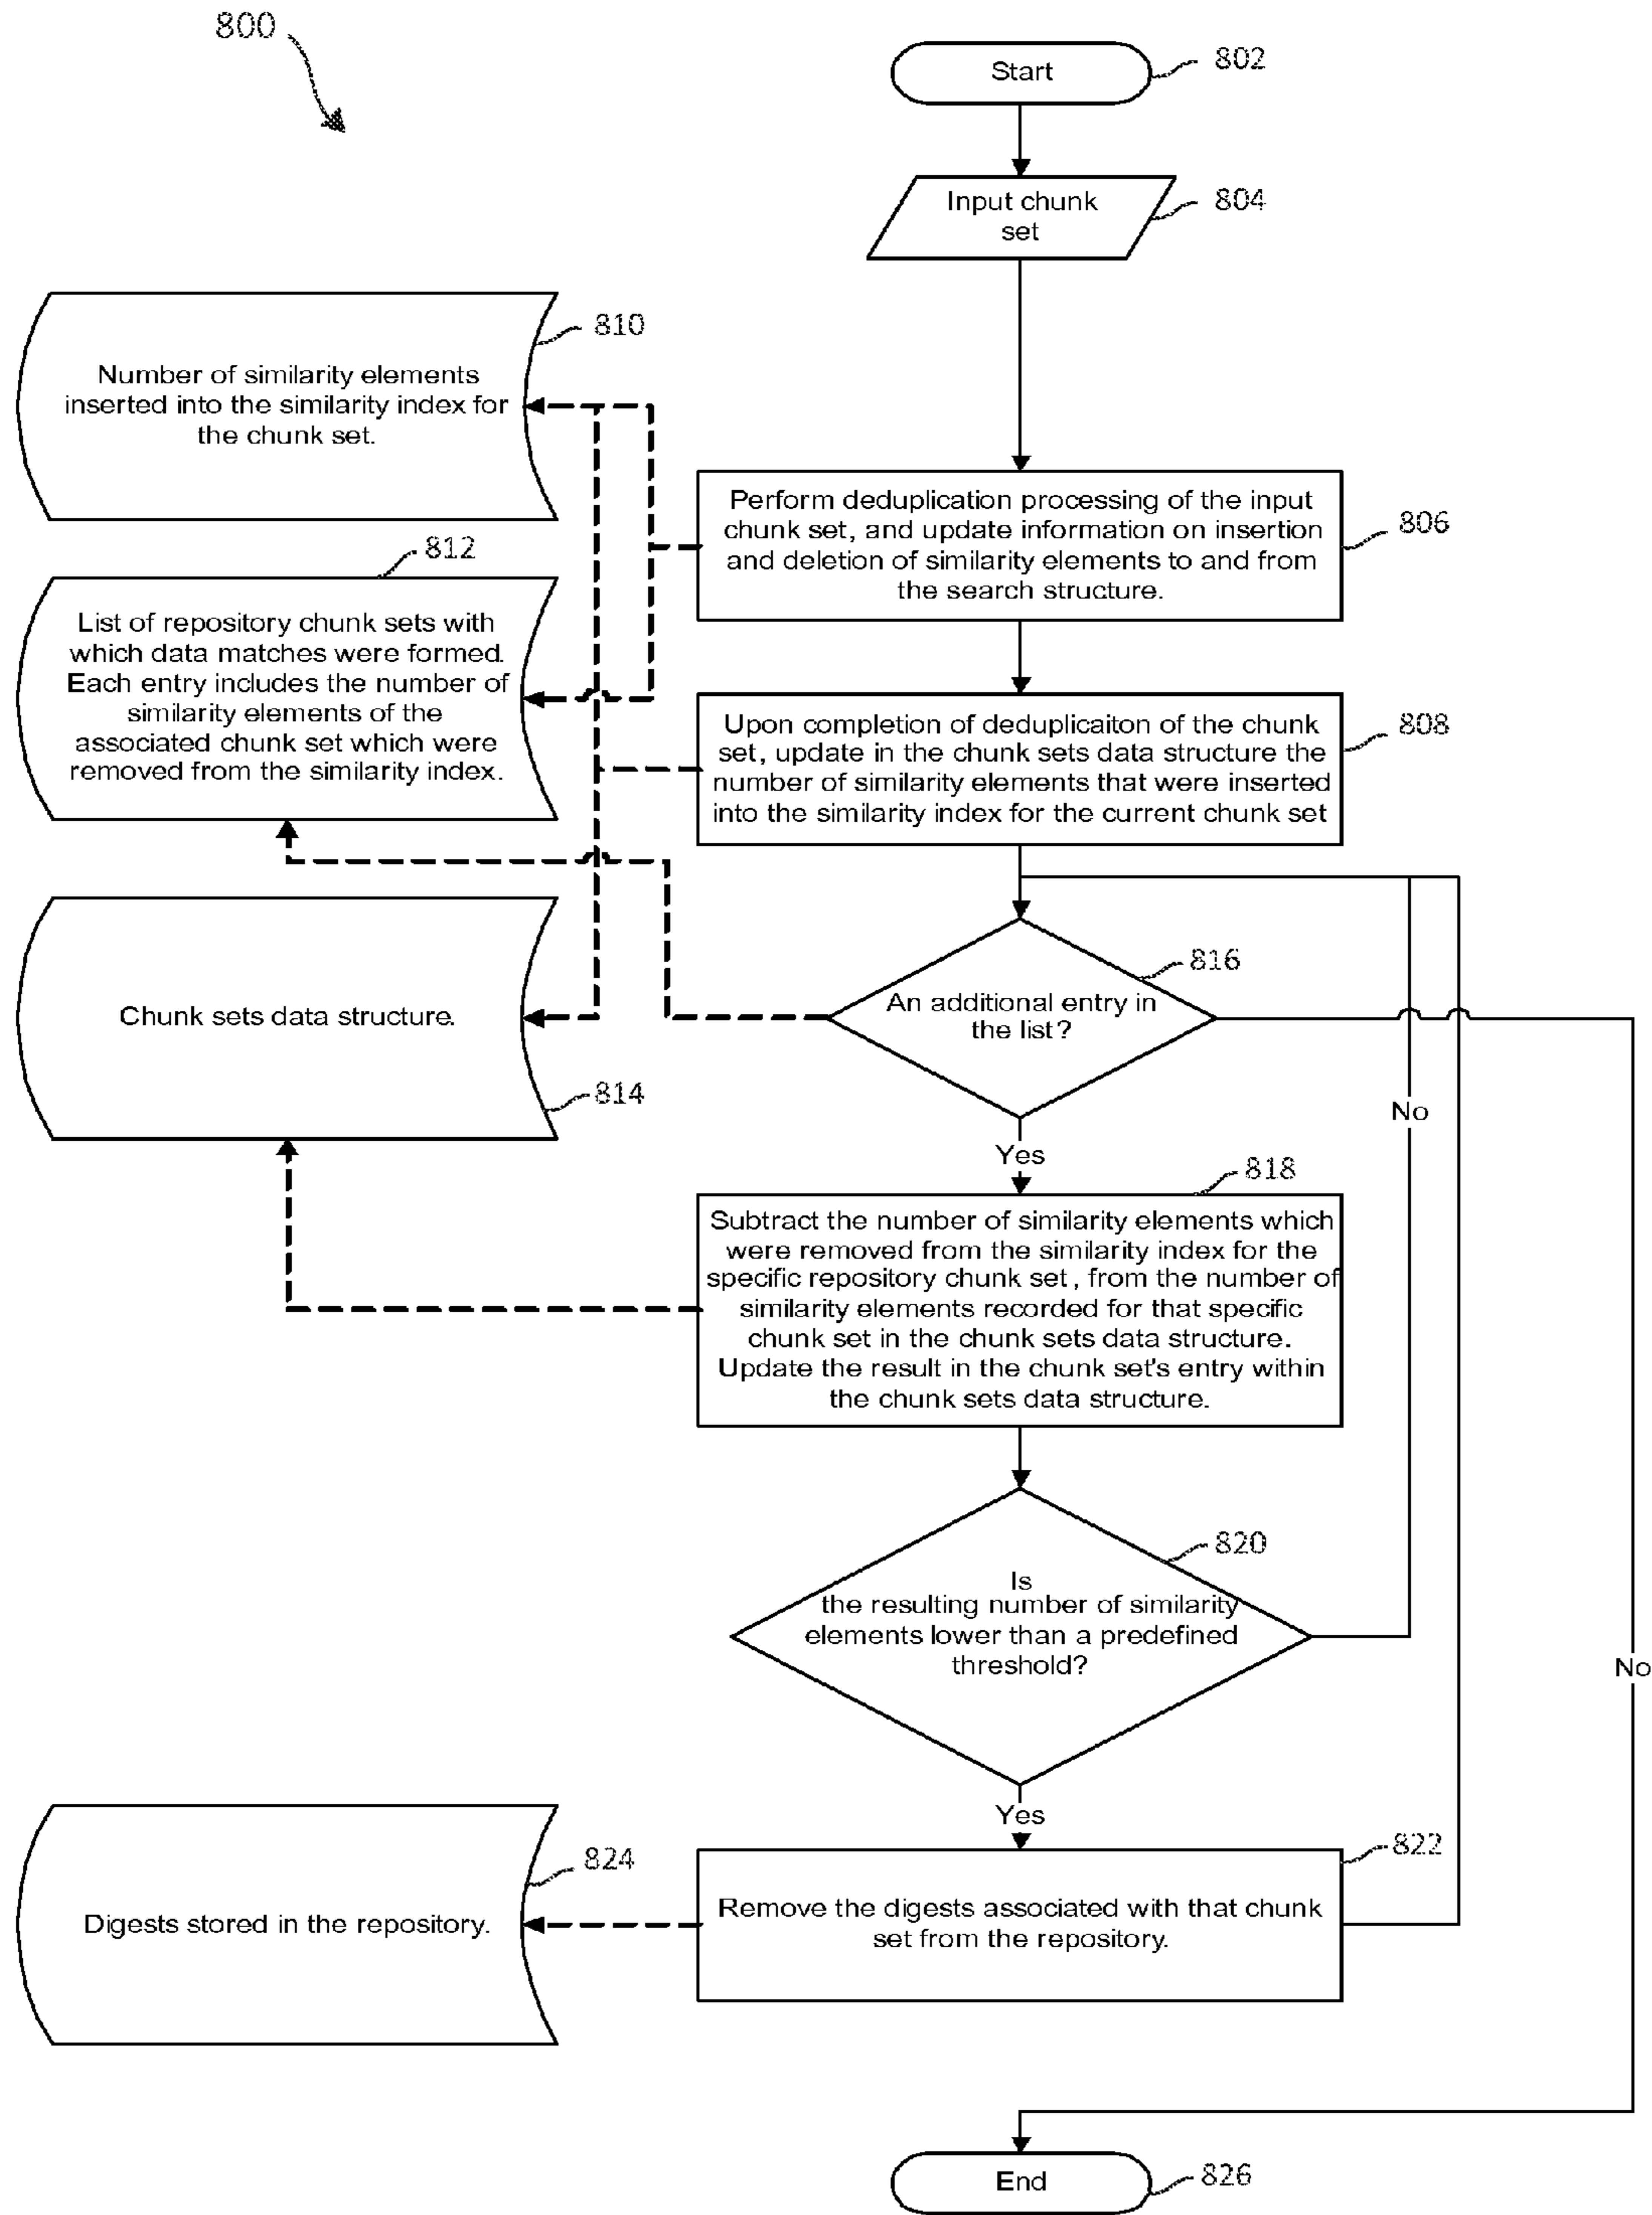 800
Start
802
Input chunk
set
804
Number of similarity elements
inserted into the similarity index for
the chunk set.
810
Perform deduplication processing of the input
chunk set, and update information on insertion
and deletion of similarity elements to and from
the search structure.
806
812
List of repository chunk sets with
which data matches were formed.
Each entry includes the number of
similarity elements of the
associated chunk set which were
removed from the similarity index.
Upon completion of deduplicaiton of the chunk
set, update in the chunk sets data structure the
number of similarity elements that were inserted
into the similarity index for the current chunk set
808
Chunk sets data structure.
814
An additional entry in
the list?
816
No
Yes
818
Subtract the number of similarity elements which
were removed from the similarity index for the
specific repository chunk set, from the number of
similarity elements recorded for that specific
chunk set in the chunk sets data structure.
Update the result in the chunk set's entry within
the chunk sets data structure.
820
Is
the resulting number of similarity
elements lower than a predefined
threshold?
No
Yes
Digests stored in the repository.
824
Remove the digests associated with that chunk
set from the repository.
822
End
826